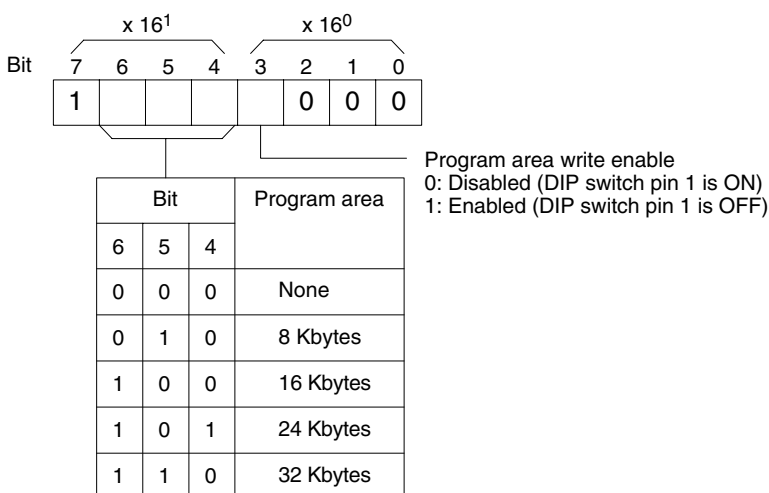 x 16¹ x 16⁰
Bit 7 6 5 4 3 2 1 0
1 0 0 0
Program area write enable
0: Disabled (DIP switch pin 1 is ON)
1: Enabled (DIP switch pin 1 is OFF)
Bit Program area
6 5 4
0 0 0 None
0 1 0 8 Kbytes
1 0 0 16 Kbytes
1 0 1 24 Kbytes
1 1 0 32 Kbytes